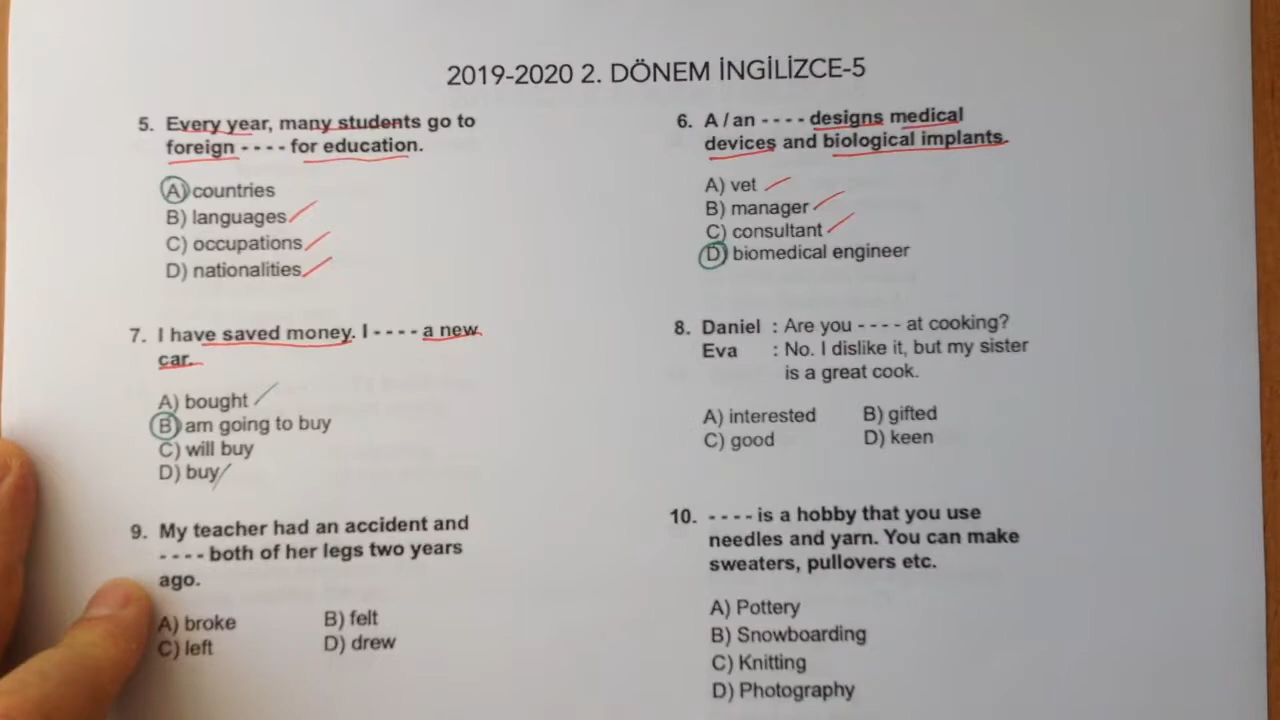 2019-2020 2. DÖNEM İNGİLİZCE-5
5. Every year, many students go to
foreign ---- for education.
A) countries
B) languages
C) occupations
D) nationalities
6. A / an ---- designs medical
devices and biological implants.
A) vet
B) manager
C) consultant
D) biomedical engineer
7. I have saved money. I ---- a new
car.
A) bought
B) am going to buy
C) will buy
D) buy
8. Daniel : Are you ---- at cooking?
Eva : No. I dislike it, but my sister
is a great cook.
A) interested B) gifted
C) good D) keen
9. My teacher had an accident and
---- both of her legs two years
ago.
A) broke B) felt
C) left D) drew
10. ---- is a hobby that you use
needles and yarn. You can make
sweaters, pullovers etc.
A) Pottery
B) Snowboarding
C) Knitting
D) Photography